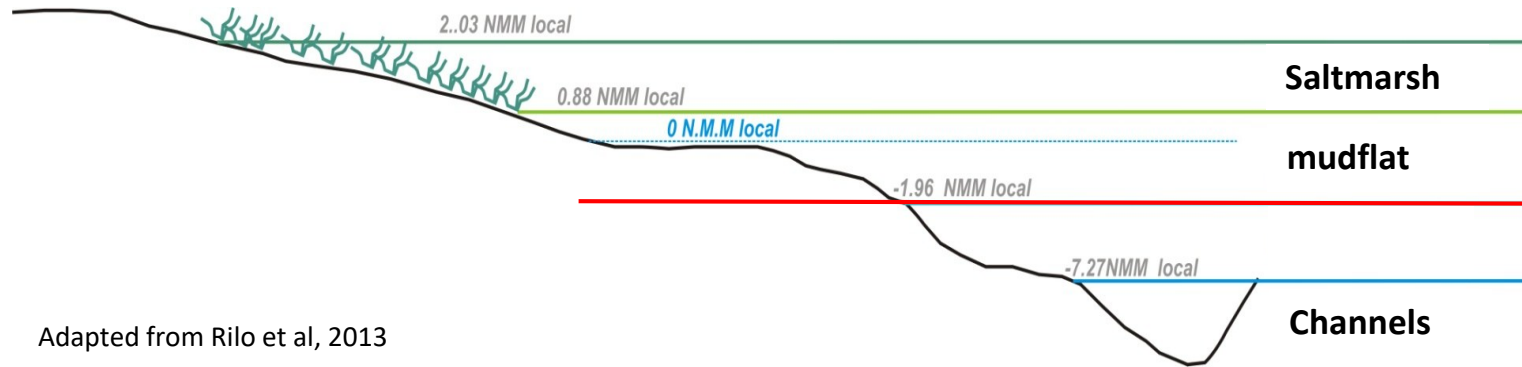 2..03 NMM local
Saltmarsh
0.88 NMM local
0 N.M.M local
mudflat
-1.96 NMM local
-7.27NMM local
Channels
Adapted from Rilo et al, 2013